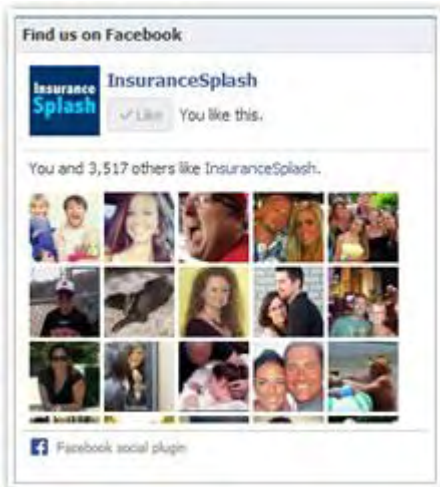 Find us on Facebook
Insurance
Splash
InsuranceSplash
Like
You like this.
You and 3,517 others like InsuranceSplash.
Facebook social plugin